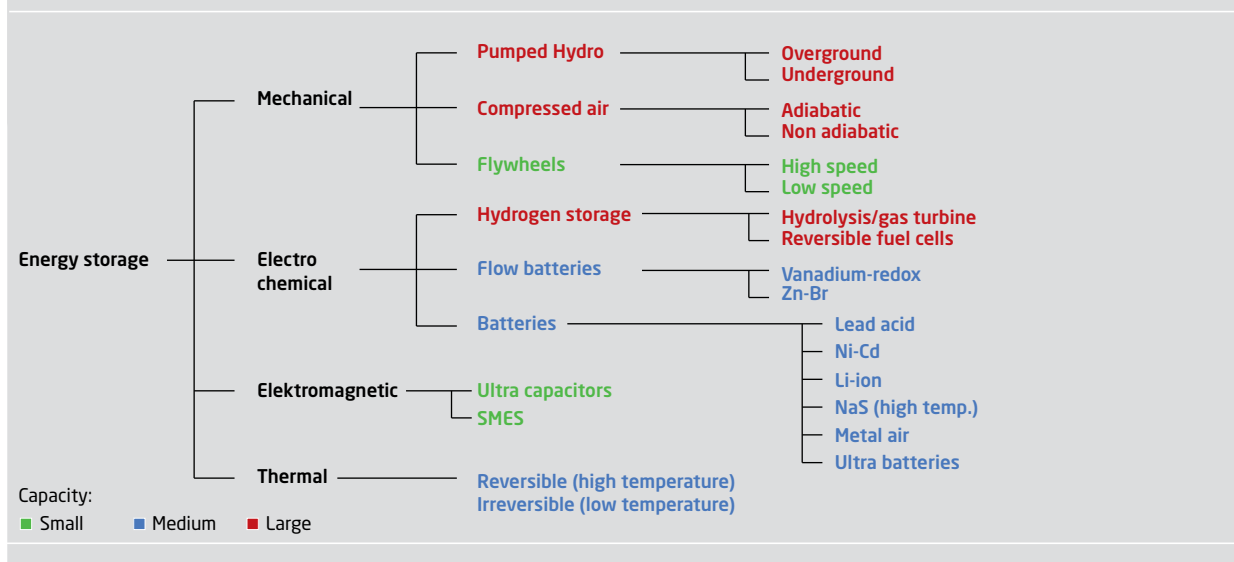 Energy storage
Mechanical
Pumped Hydro
Overground
Underground
Compressed air
Adiabatic
Non adiabatic
Flywheels
High speed
Low speed
Electro
chemical
Hydrogen storage
Hydrolysis/gas turbine
Reversible fuel cells
Flow batteries
Vanadium-redox
Zn-Br
Batteries
Lead acid
Ni-Cd
Li-ion
NaS (high temp.)
Metal air
Ultra batteries
Elektromagnetic
Ultra capacitors
SMES
Thermal
Reversible (high temperature)
Irreversible (low temperature)
Capacity:
Small
Medium
Large